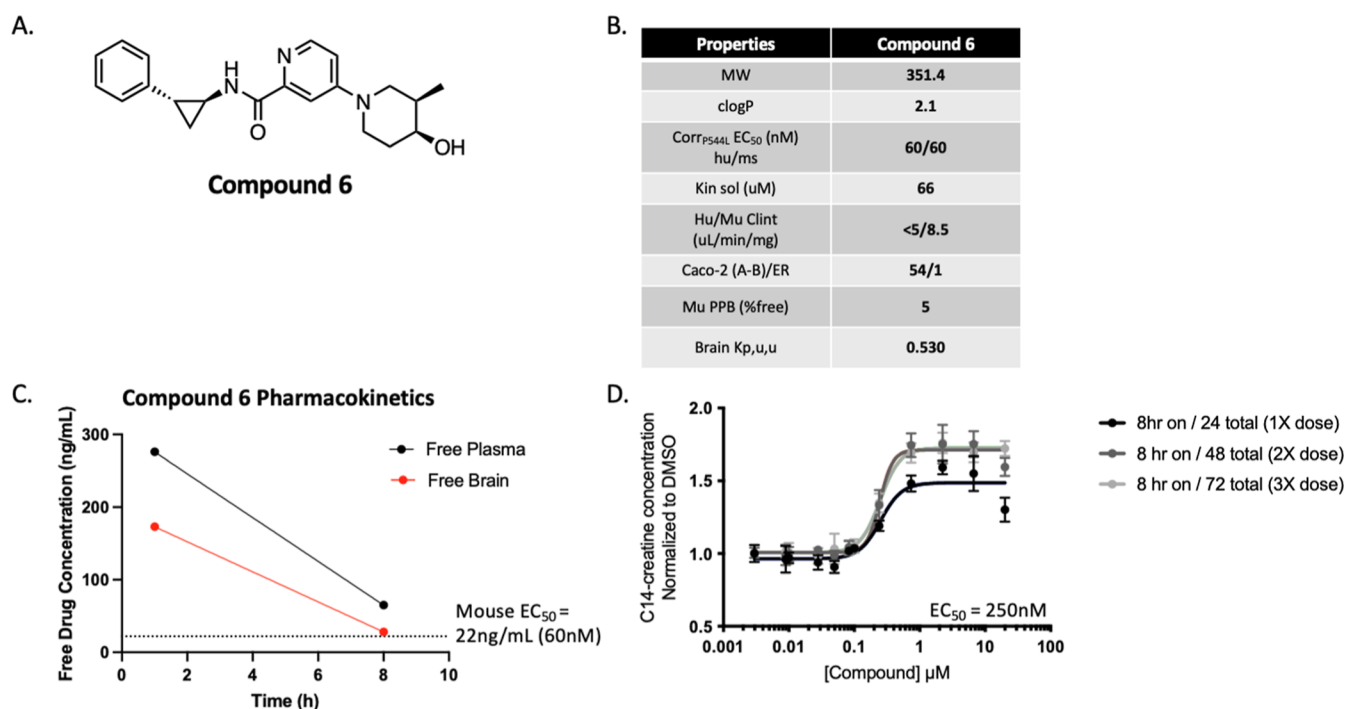 A.
H
N
N
O
N
OH
Compound 6
B.
Properties Compound 6
MW 351.4
clogP 2.1
Corr_P544L EC50 (nM)
hu/ms
60/60
Kin sol (uM) 66
Hu/Mu Clint
(uL/min/mg)
<5/8.5
Caco-2 (A-B)/ER 54/1
Mu PPB (%free) 5
Brain Kp,u,u 0.530
C.
Compound 6 Pharmacokinetics
Free Drug Concentration (ng/mL)
300
200
100
0
0 2 4 6 8 10
Time (h)
Free Plasma
Free Brain
Mouse EC50 =
22ng/mL (60nM)
D.
C14-creatine concentration
Normalized to DMSO
2.0
1.5
1.0
0.5
0.001 0.01 0.1 1 10 100
[Compound] µM
EC50 = 250nM
8hr on / 24 total (1X dose)
8 hr on / 48 total (2X dose)
8 hr on / 72 total (3X dose)